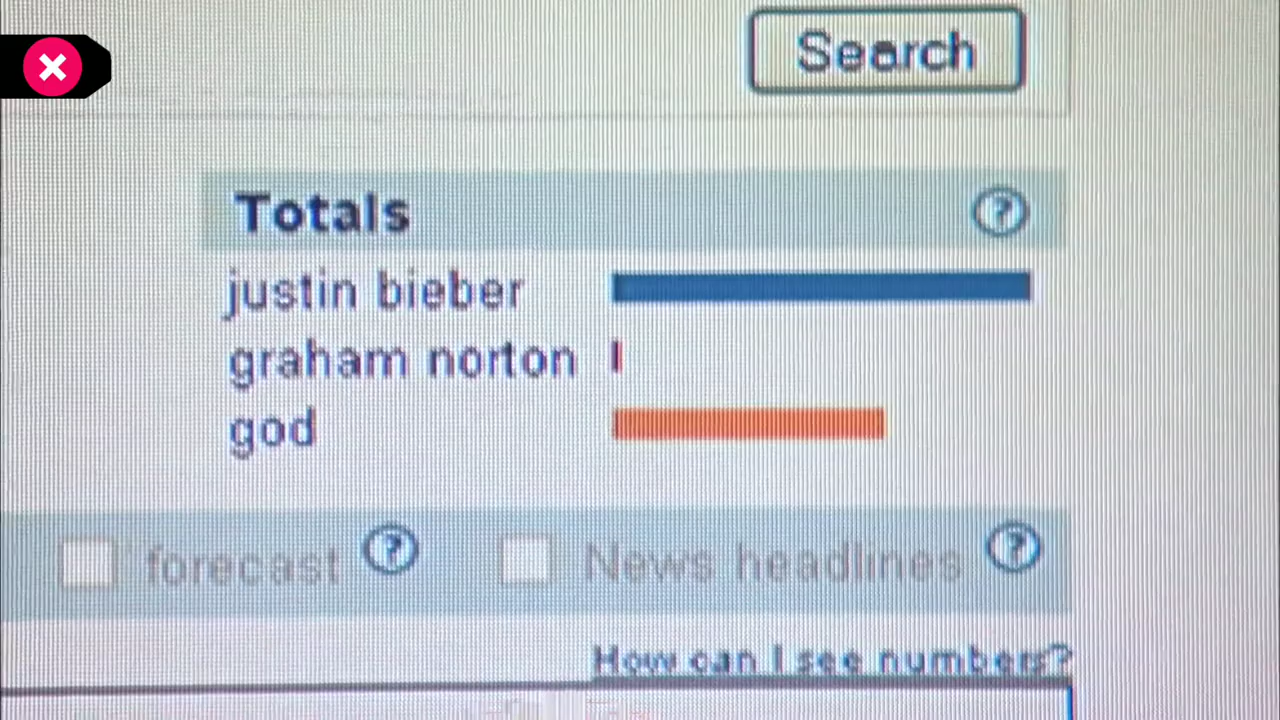 Search
Totals
justin bieber
graham norton
god
forecast
News headlines
How can I see numbers?